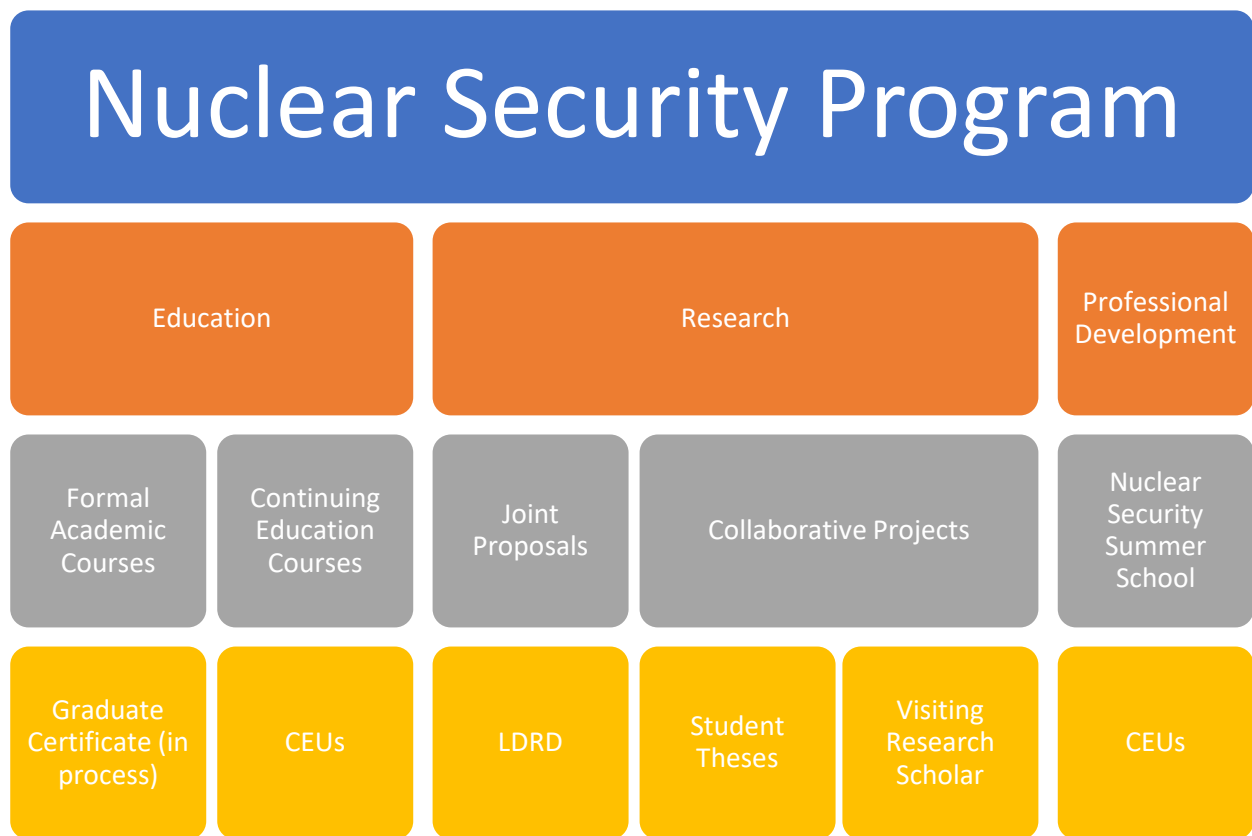 Nuclear Security Program
Education
Research
Professional
Development
Formal
Academic
Courses
Continuing
Education
Courses
Joint
Proposals
Collaborative Projects
Nuclear
Security
Summer
School
Graduate
Certificate (in
process)
CEUs
LDRD
Student
Theses
Visiting
Research
Scholar
CEUs